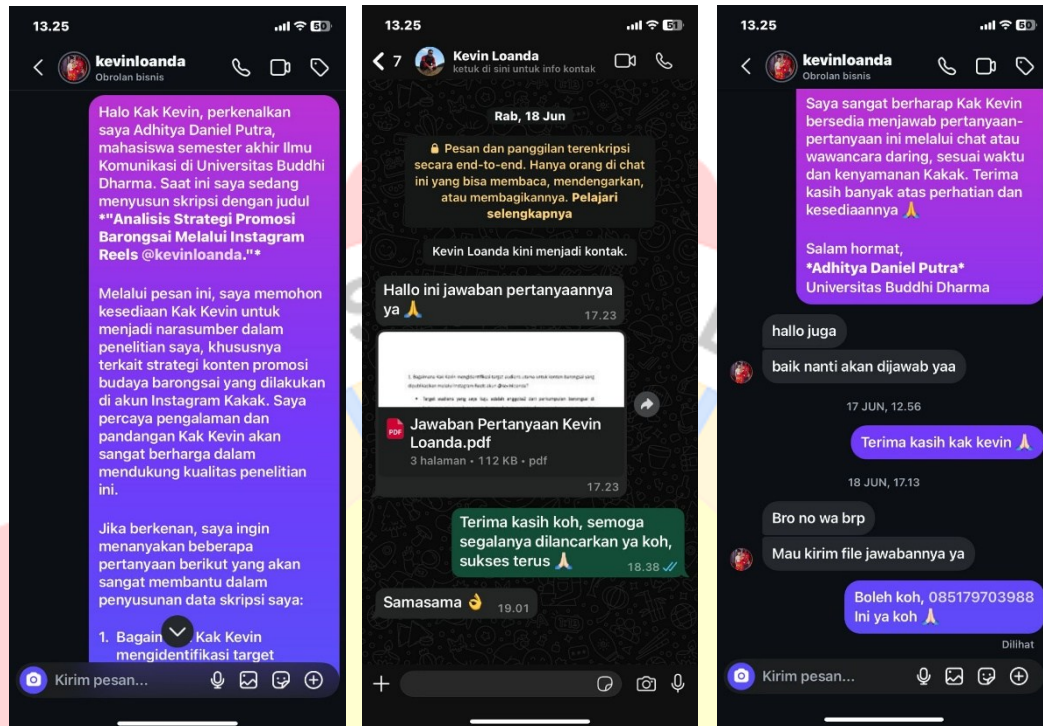 13.25
50
kevinloanda
Obrolan bisnis
Halo Kak Kevin, perkenalkan
saya Adhitya Daniel Putra,
mahasiswa semester akhir Ilmu
Komunikasi di Universitas Buddhi
Dharma. Saat ini saya sedang
menyusun skripsi dengan judul
*"Analisis Strategi Promosi
Barongsai Melalui Instagram
Reels @kevinloanda."*
Melalui pesan ini, saya memohon
kesediaan Kak Kevin untuk
menjadi narasumber dalam
penelitian saya, khususnya
terkait strategi konten promosi
budaya barongsai yang dilakukan
di akun Instagram Kakak. Saya
percaya pengalaman dan
pandangan Kak Kevin akan
sangat berharga dalam
mendukung kualitas penelitian
ini.
Jika berkenan, saya ingin
menanyakan beberapa
pertanyaan berikut yang akan
sangat membantu dalam
penyusunan data skripsi saya:
1. Bagain Kak Kevin
mengidentifikasi target
Kirim pesan...
13.25
51
7
Kevin Loanda
ketuk di sini untuk info kontak
Rab, 18 Jun
Pesan dan panggilan terenkripsi
secara end-to-end. Hanya orang di chat
ini yang bisa membaca, mendengarkan,
atau membagikannya. Pelajari
selengkapnya
Kevin Loanda kini menjadi kontak.
Hallo ini jawaban pertanyaannya
ya 🙏
17.23
PDF
Jawaban Pertanyaan Kevin
Loanda.pdf
3 halaman • 112 KB • pdf
17.23
Terima kasih koh, semoga
segalanya dilancarkan ya koh,
sukses terus 🙏🏻
18.38
Samasama 👌
19.01
13.25
50
kevinloanda
Obrolan bisnis
Saya sangat berharap Kak Kevin
bersedia menjawab pertanyaan-
pertanyaan ini melalui chat atau
wawancara daring, sesuai waktu
dan kenyamanan Kakak. Terima
kasih banyak atas perhatian dan
kesediaannya 🙏🏻
Salam hormat,
*Adhitya Daniel Putra*
Universitas Buddhi Dharma
hallo juga
baik nanti akan dijawab yaa
17 JUN, 12.56
Terima kasih kak kevin 🙏🏻
18 JUN, 17.13
Bro no wa brp
Mau kirim file jawabannya ya
Boleh koh, 085179703988
Ini ya koh 🙏🏻
Dilihat
Kirim pesan...